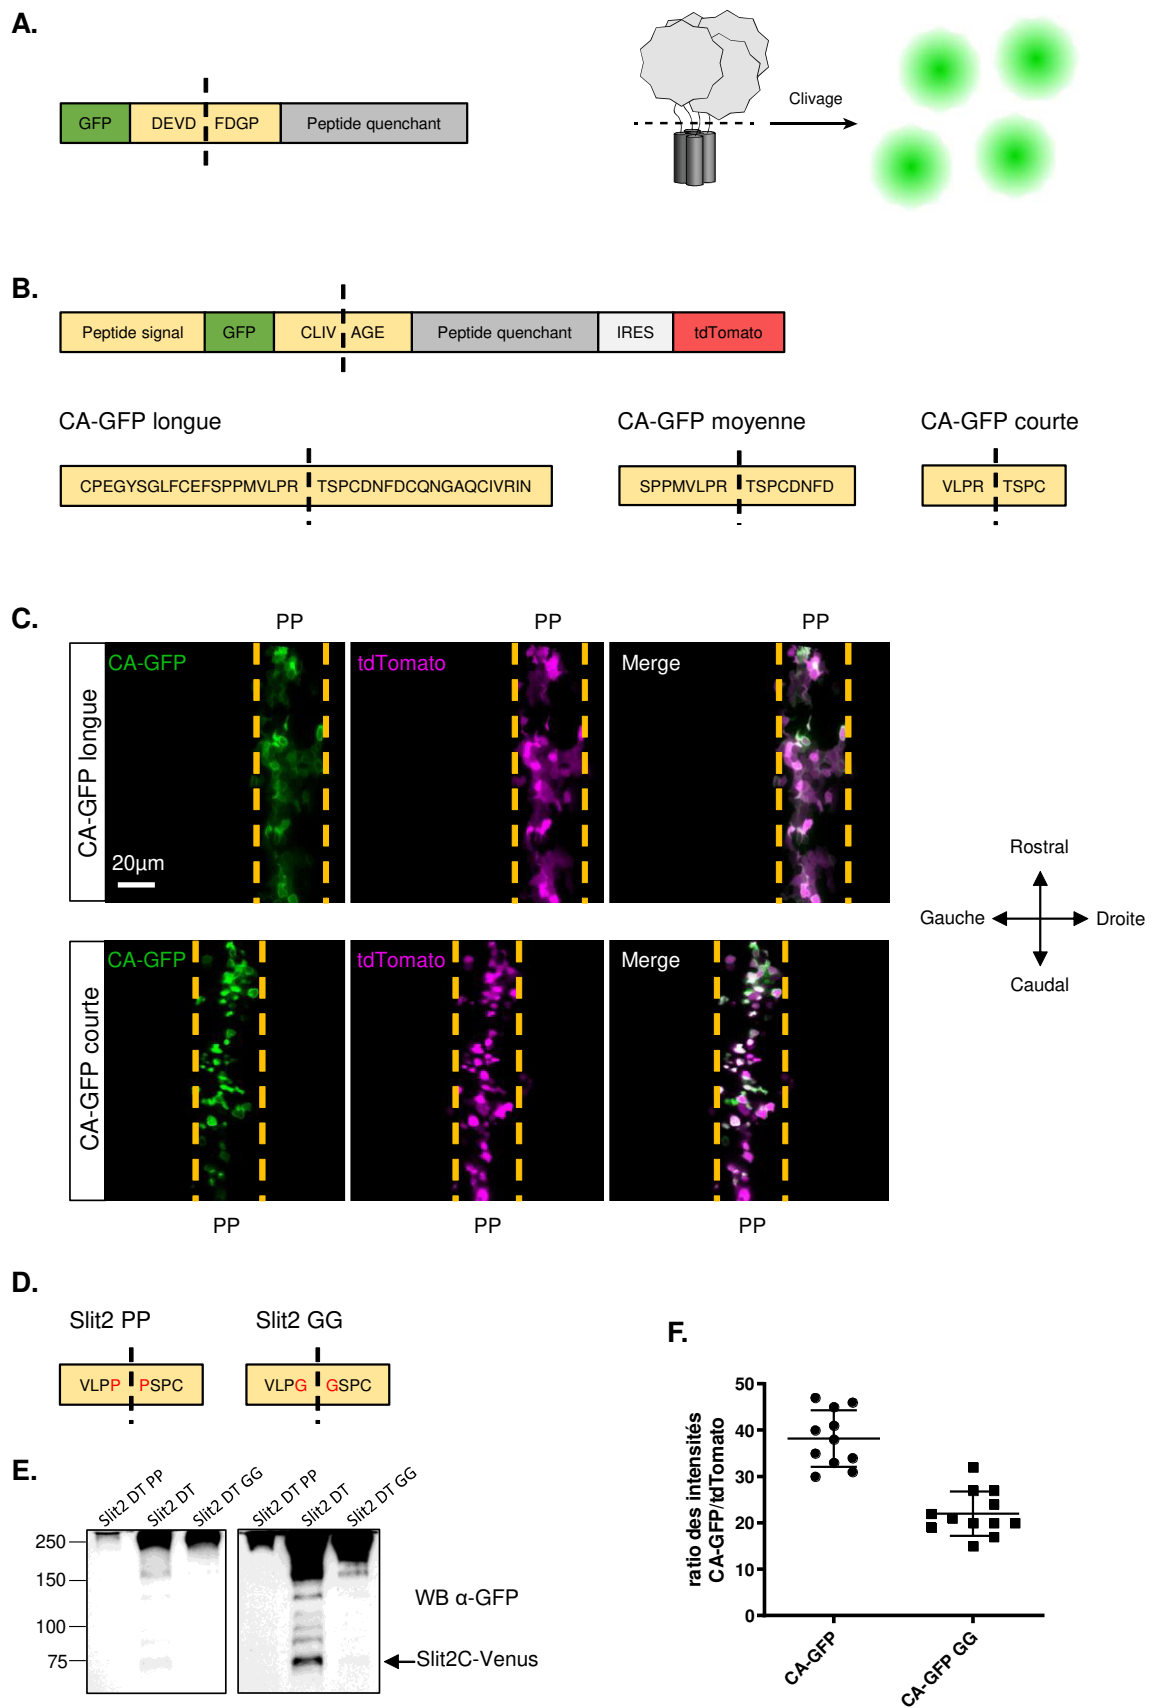 A.
GFP DEVD FDGP Peptide quenchant
Clivage
B.
Peptide signal GFP CLIV AGE Peptide quenchant IRES tdTomato
CA-GFP longue CA-GFP moyenne CA-GFP courte
CPEGYSGLFCEFSPPMVLPR TSPCDNFDCQNGAQCIVRIN SPPMVLPR TSPCDNFD VLPR TSPC
C.
PP PP PP
CA-GFP longue
CA-GFP tdTomato Merge
20µm
Rostral
Gauche Droite
Caudal
CA-GFP courte
CA-GFP tdTomato Merge
PP PP PP
D.
Slit2 PP Slit2 GG
VLPP PSPC VLPG GSPC
E.
Slit2 DT PP Slit2 DT Slit2 DT GG Slit2 DT PP Slit2 DT Slit2 DT GG
250
150
100
75
WB α-GFP
Slit2C-Venus
F.
ratio des intensités
CA-GFP/tdTomato
50
40
30
20
10
0
CA-GFP CA-GFP GG